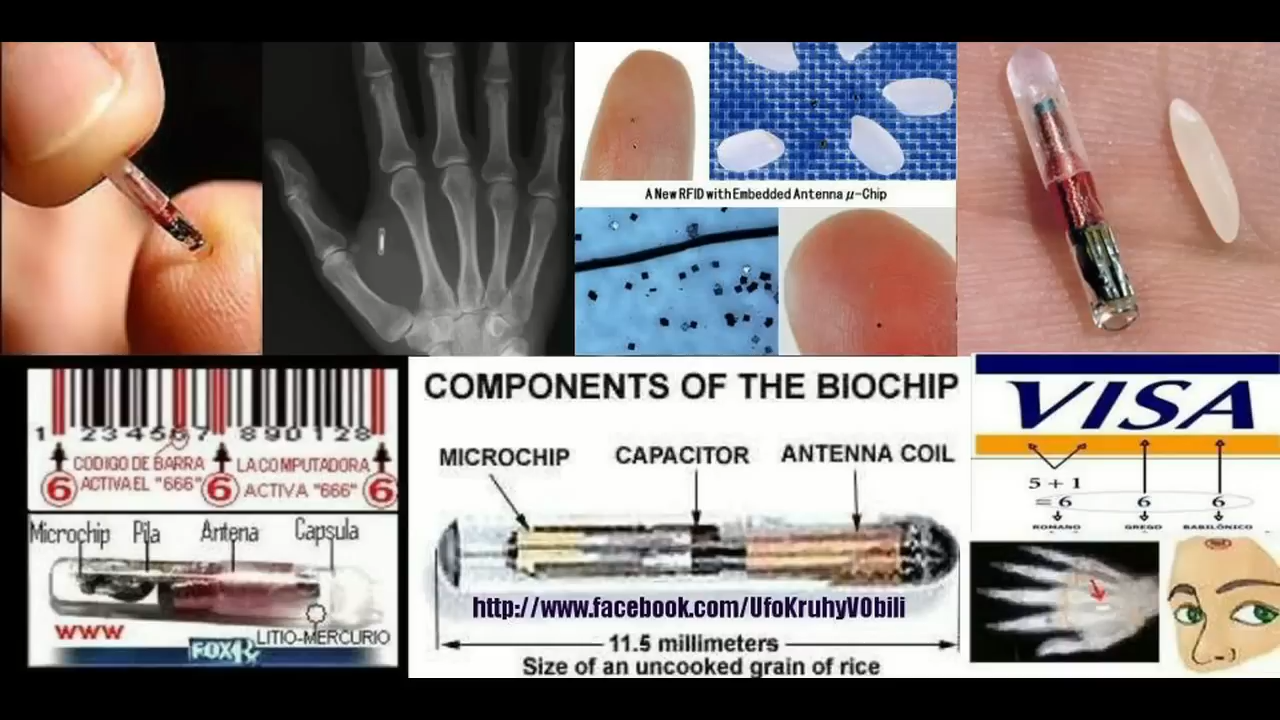 A New RFID with Embedded Antenna μ-Chip
1 234567 890128
CODIGO DE BARRA
ACTIVA EL "666"
LA COMPUTADORA
ACTIVA "666"
6 6 6
Microchip Pila Antena Capsula
WWW
LITIO-MERCURIO
FOX
COMPONENTS OF THE BIOCHIP
MICROCHIP CAPACITOR ANTENNA COIL
http://www.facebook.com/UfoKruhyVObili
11.5 millimeters
Size of an uncooked grain of rice
VISA
5 + 1
= 6 6 6
ROMANO GREGO BABILÔNICO